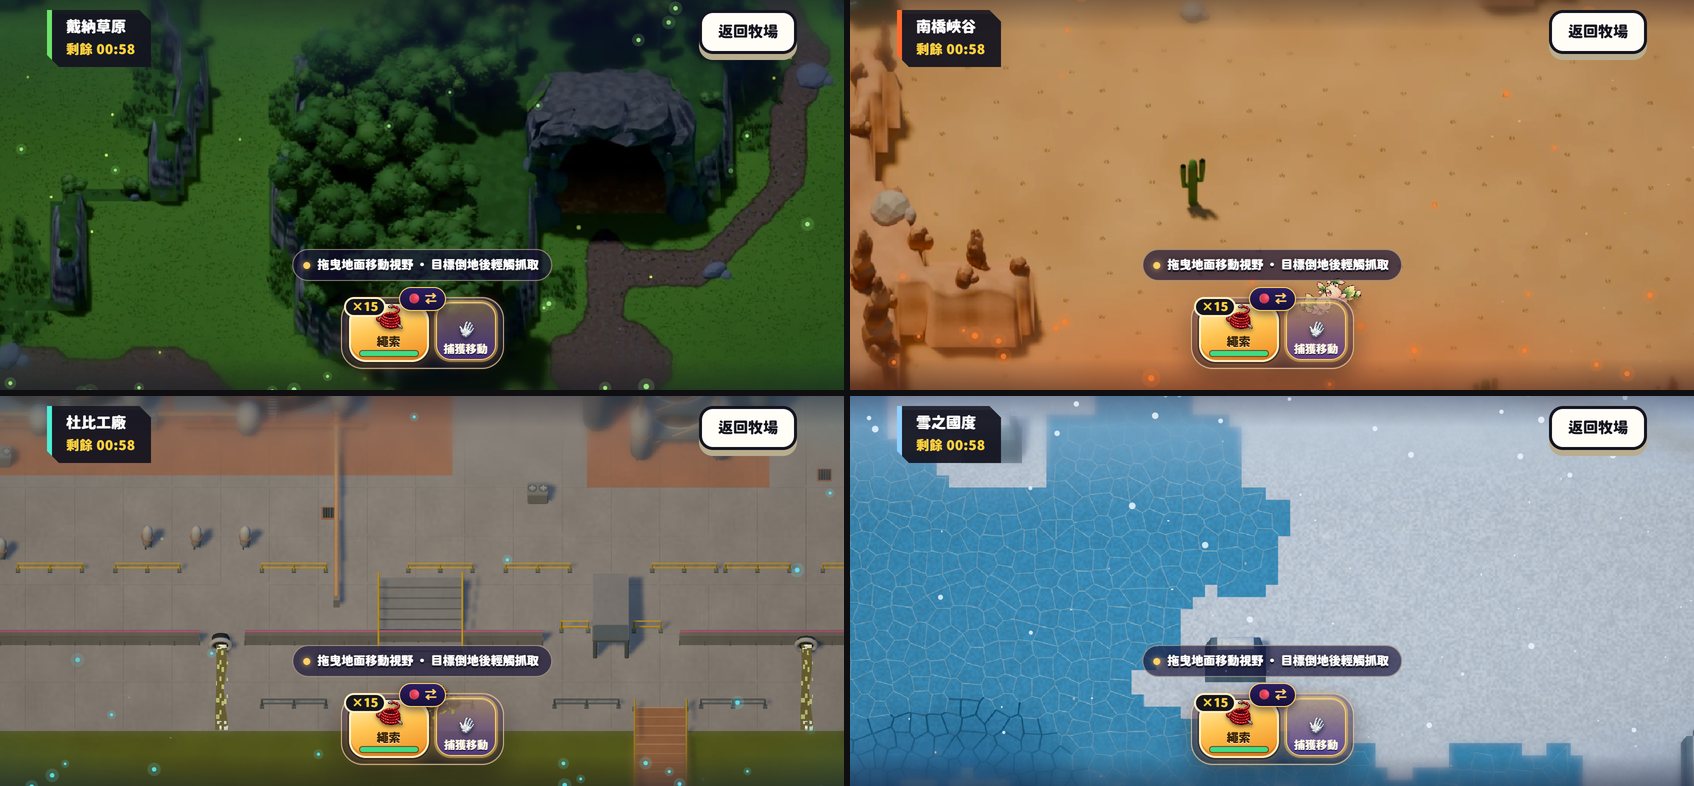 戴納草原
剩餘 00:58
返回牧場
拖曳地面移動視野・目標倒地後輕觸抓取
×15
繩索
捕獲移動
南橋峽谷
剩餘 00:58
返回牧場
拖曳地面移動視野・目標倒地後輕觸抓取
×15
繩索
捕獲移動
杜比工廠
剩餘 00:58
返回牧場
拖曳地面移動視野・目標倒地後輕觸抓取
×15
繩索
捕獲移動
雪之國度
剩餘 00:58
返回牧場
拖曳地面移動視野・目標倒地後輕觸抓取
×15
繩索
捕獲移動